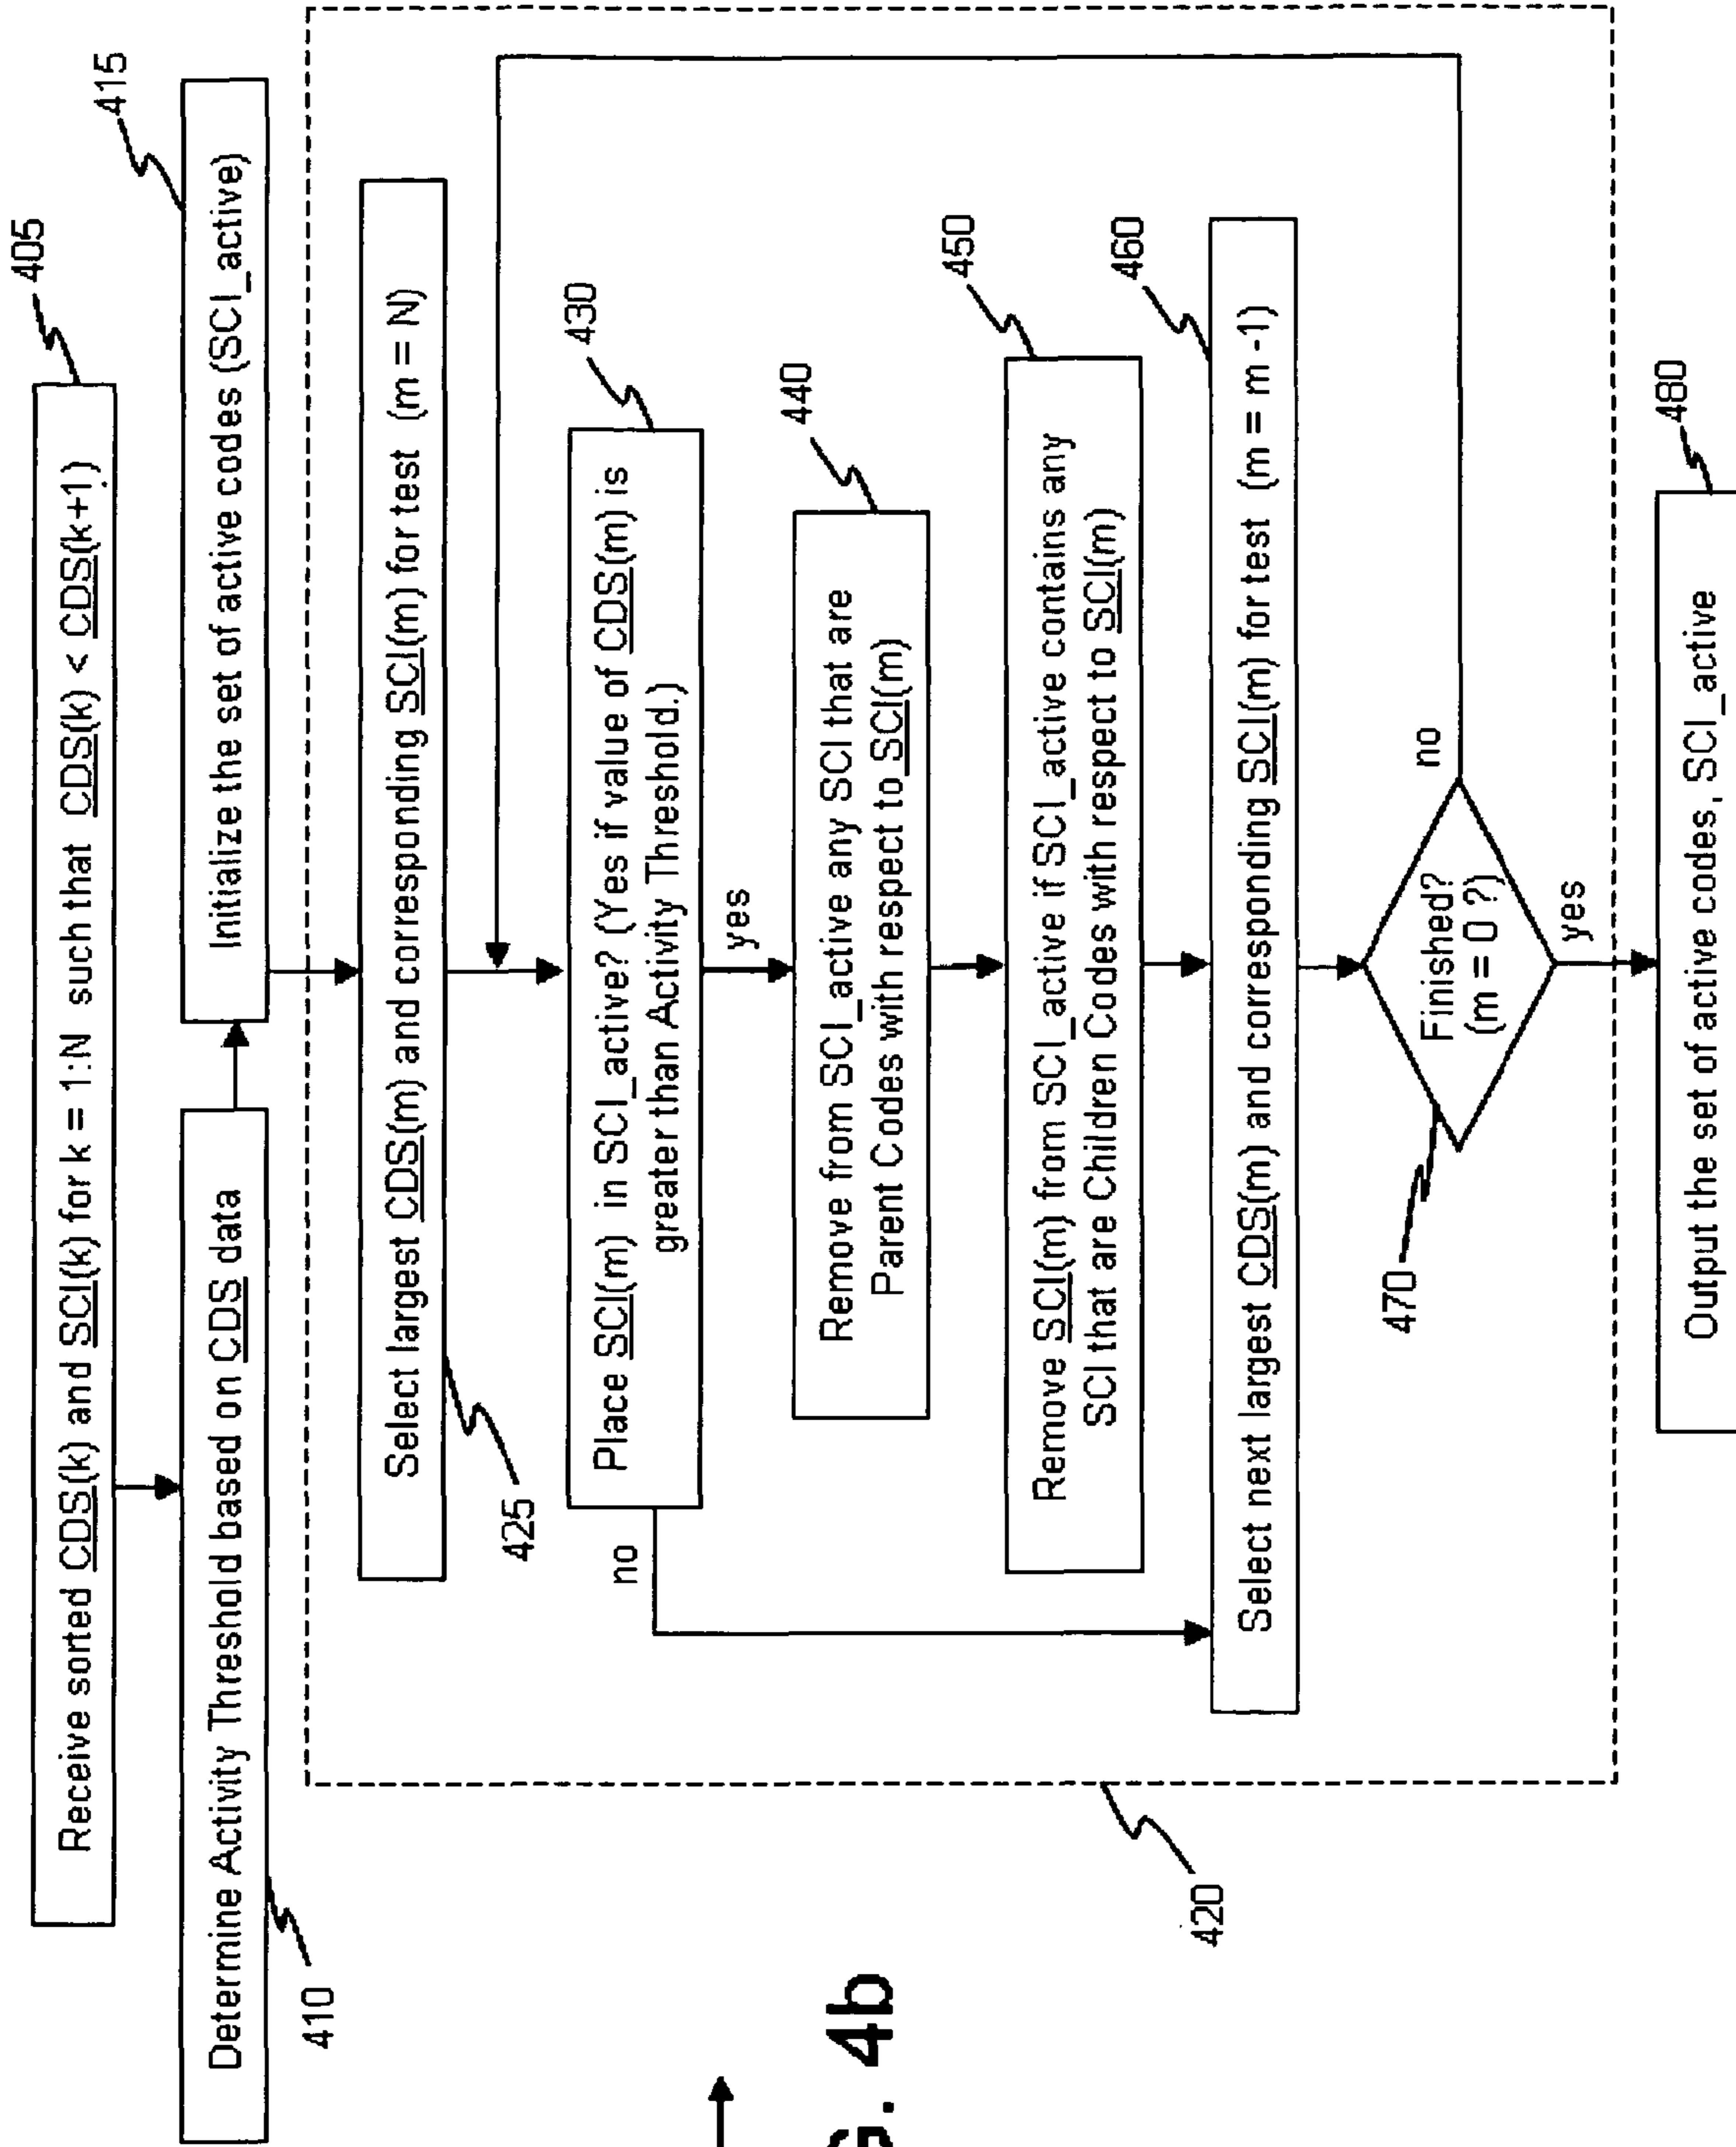 Receive sorted CDS(k) and SCI(k) for k = 1:N such that CDS(k) < CDS(k+1)
405
Determine Activity Threshold based on CDS data
410
Initialize the set of active codes (SCI_active)
415
Select largest CDS(m) and corresponding SCI(m) for test (m = N)
425
Place SCI(m) in SCI_active? (Yes if value of CDS(m) is
greater than Activity Threshold.)
430
no
yes
Remove from SCI_active any SCI that are
Parent Codes with respect to SCI(m)
440
Remove SCI(m) from SCI_active if SCI_active contains any
SCI that are Children Codes with respect to SCI(m)
450
Select next largest CDS(m) and corresponding SCI(m) for test (m = m -1)
460
Finished?
(m = 0 ?)
470
no
yes
420
Output the set of active codes, SCI_active
480
4b